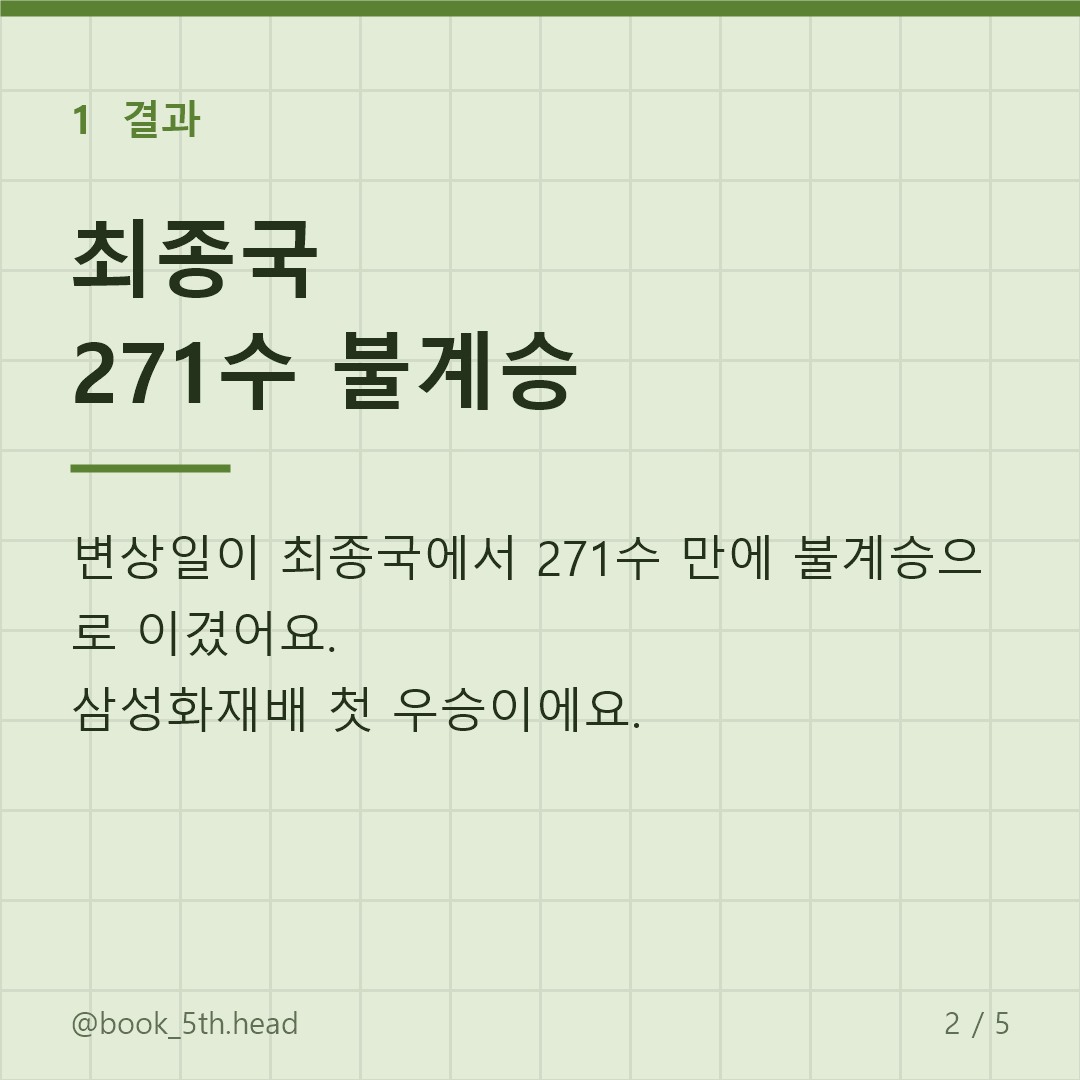 1 결과
최종국
271수 불계승
변상일이 최종국에서 271수 만에 불계승으
로 이겼어요.
삼성화재배 첫 우승이에요.
@book_5th.head
2 / 5